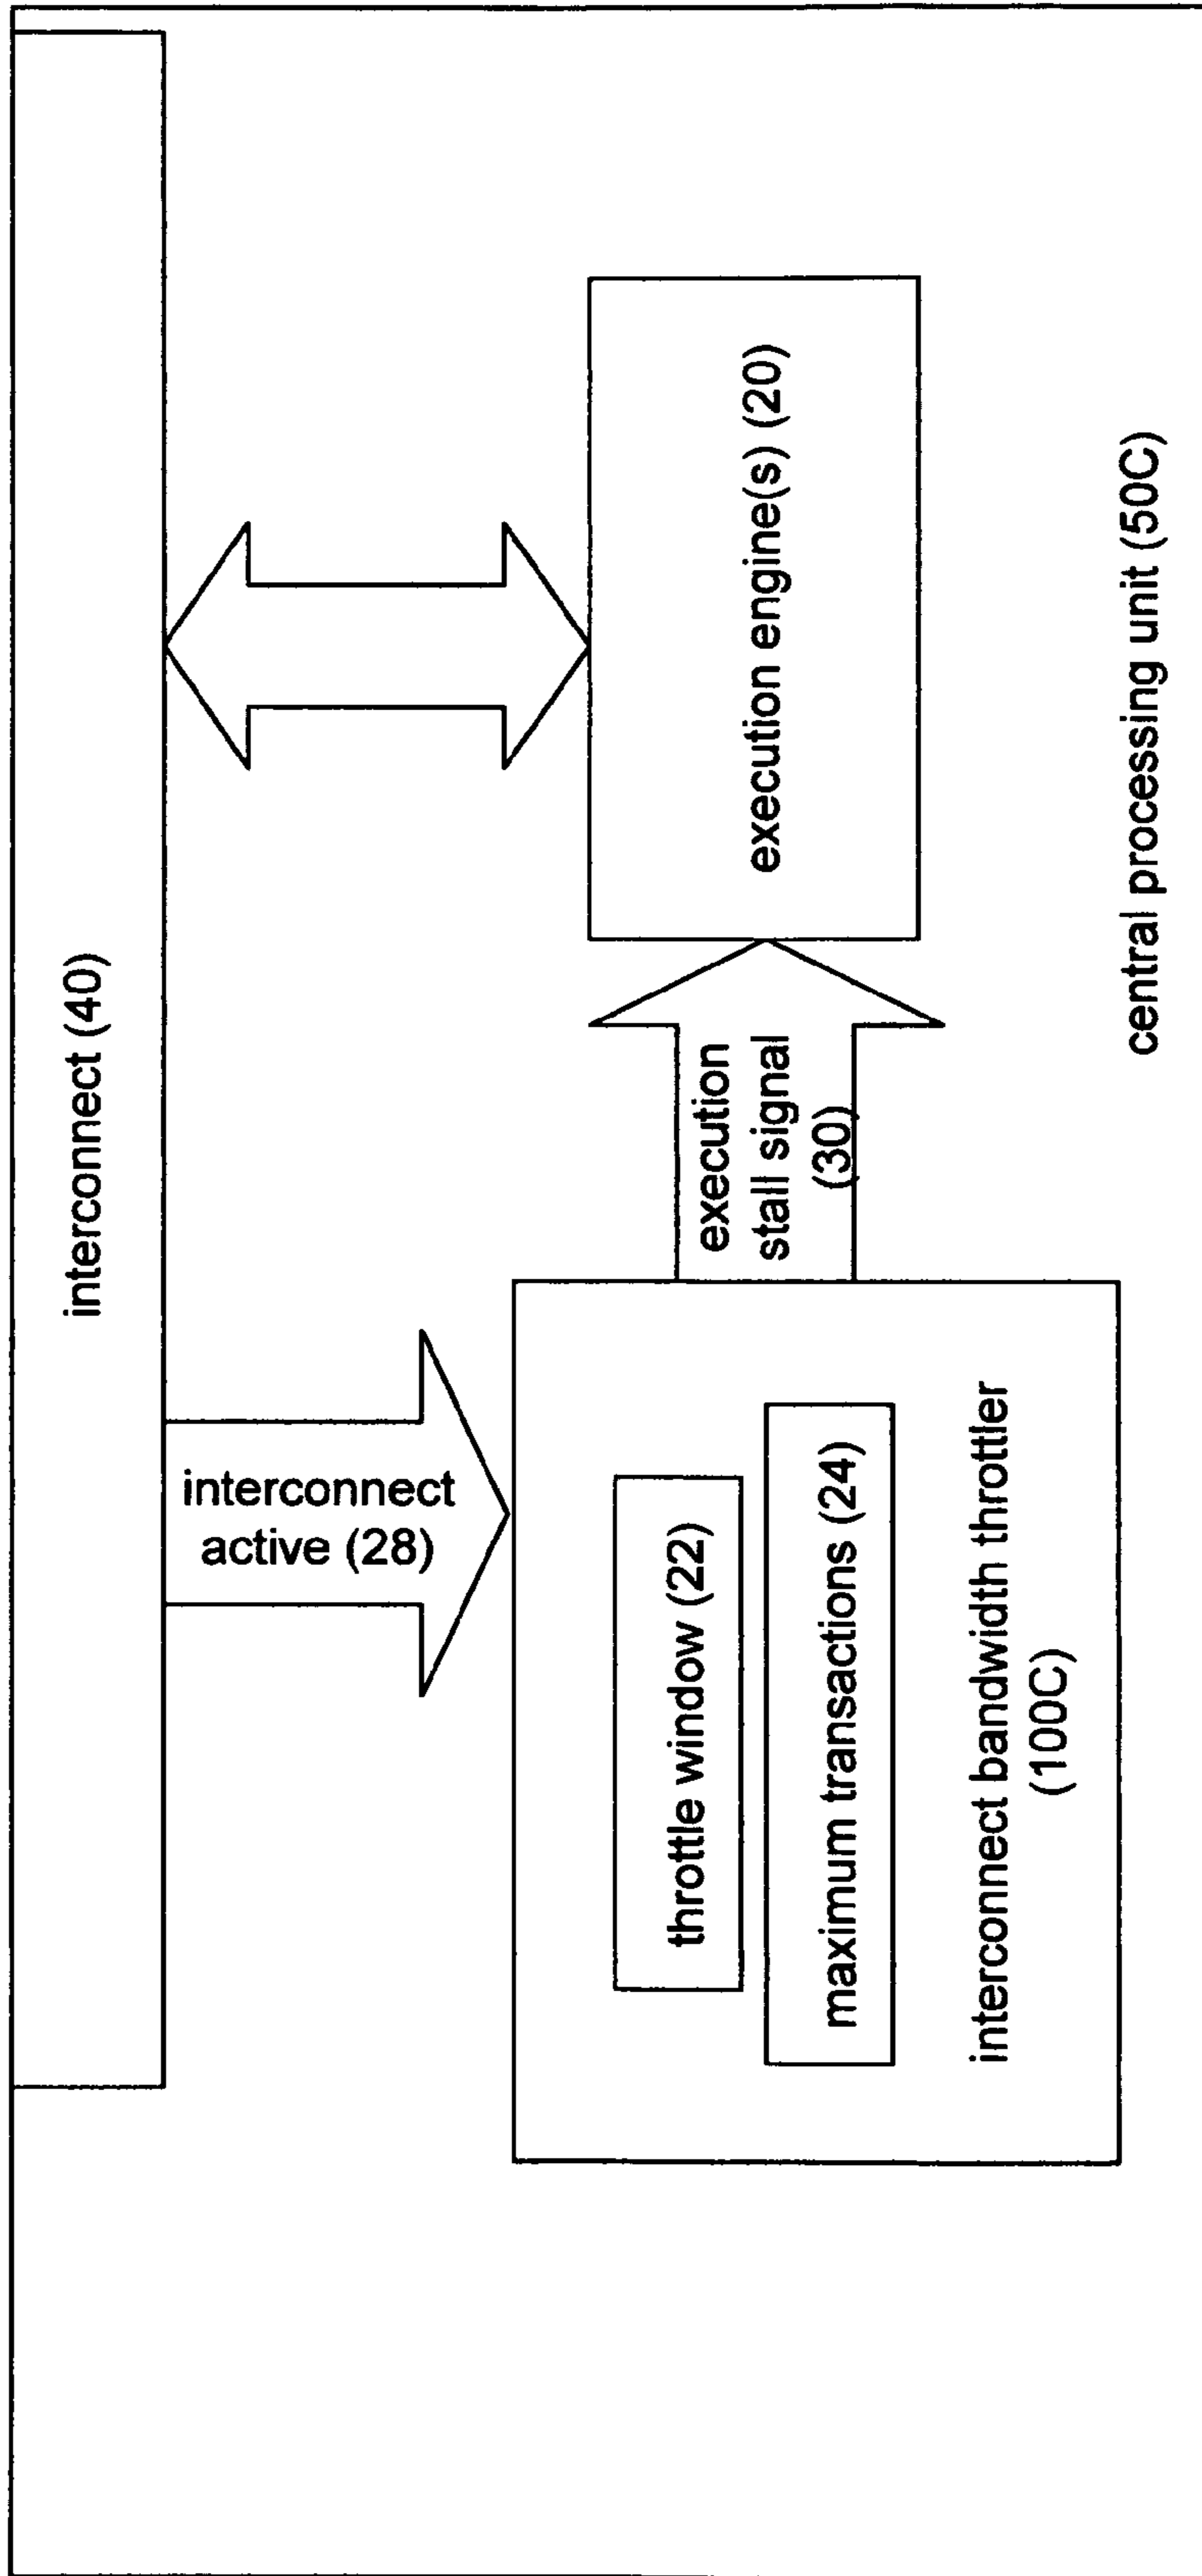 interconnect (40)
interconnect
active (28)
execution
stall signal
(30)
execution engine(s) (20)
throttle window (22)
maximum transactions (24)
interconnect bandwidth throttler
(100C)
central processing unit (50C)